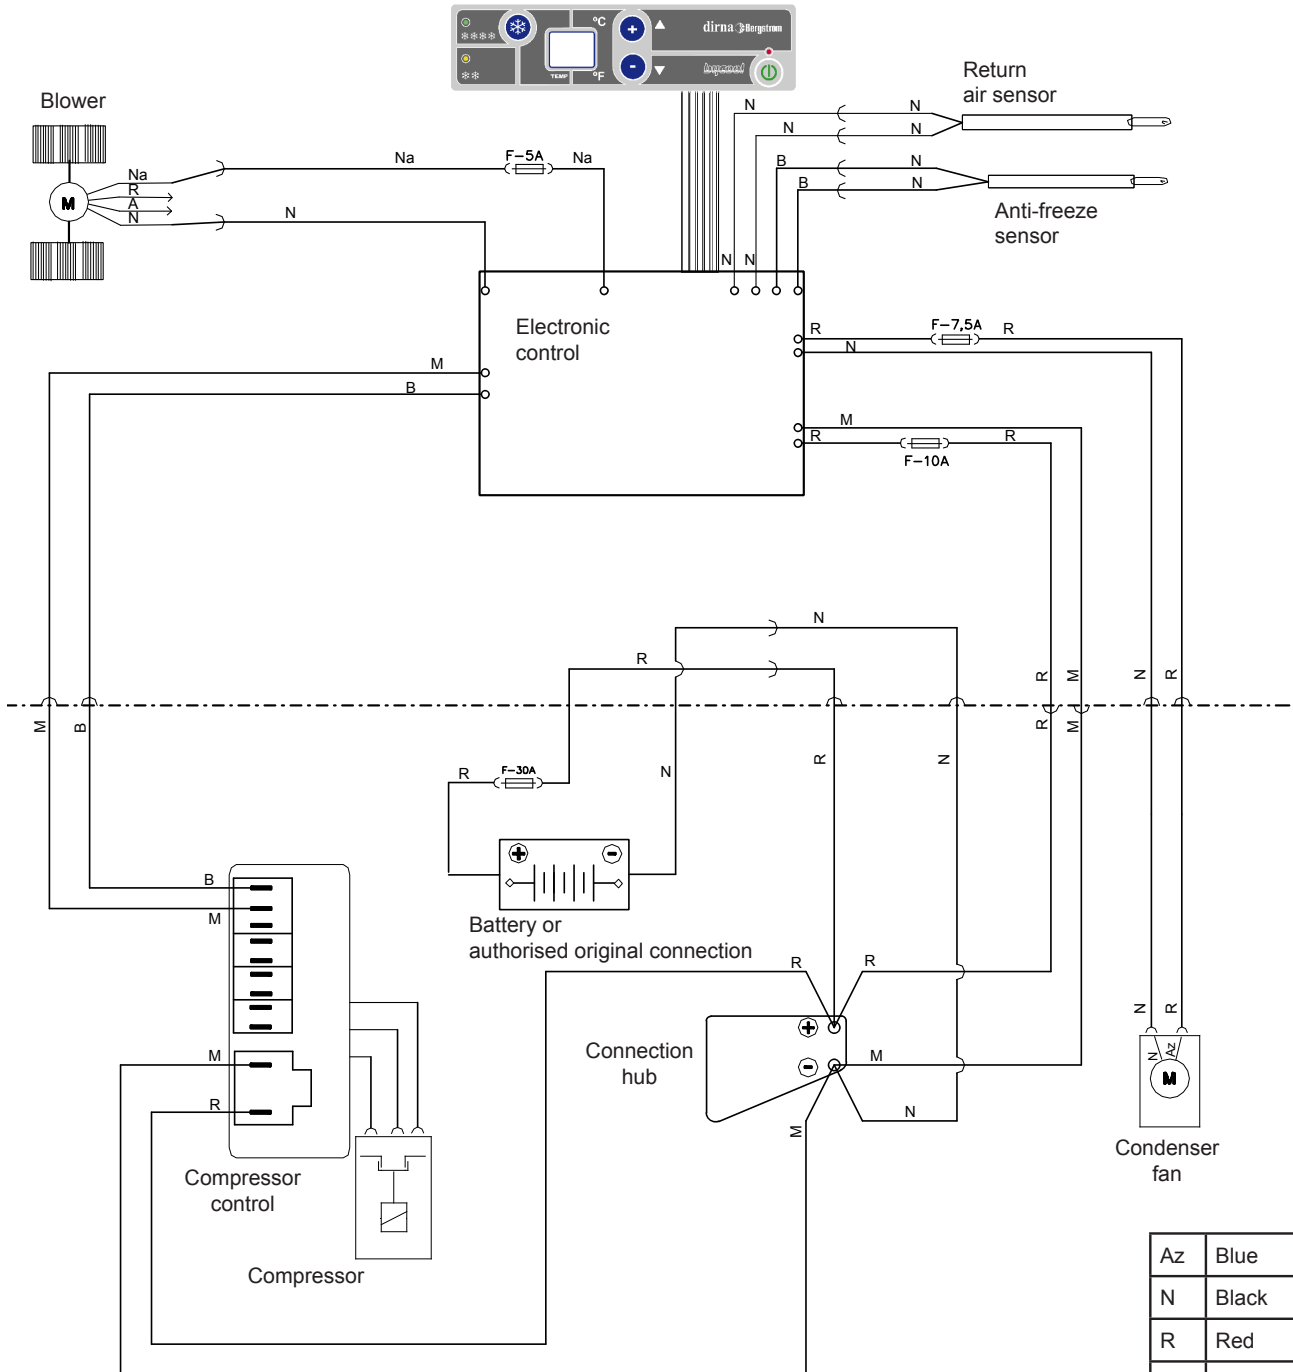 °C
dirna Bergstrom
TEMP
°F
bycool
Blower
Return
air sensor
N
N
N
N
F-5A
Na
Na
Na
B
N
B
N
R
A
N
N
M
Anti-freeze
sensor
N
N
Electronic
control
R
F-7,5A
R
N
M
B
M
R
F-10A
R
N
R
R
M
N
R
M
B
R
M
R
F-30A
N
R
N
B
M
Battery or
authorised original connection
R
R
N
R
M
R
Connection
hub
M
N
Az
M
M
N
Condenser
fan
Compressor
control
Compressor
Az Blue
N Black
R Red